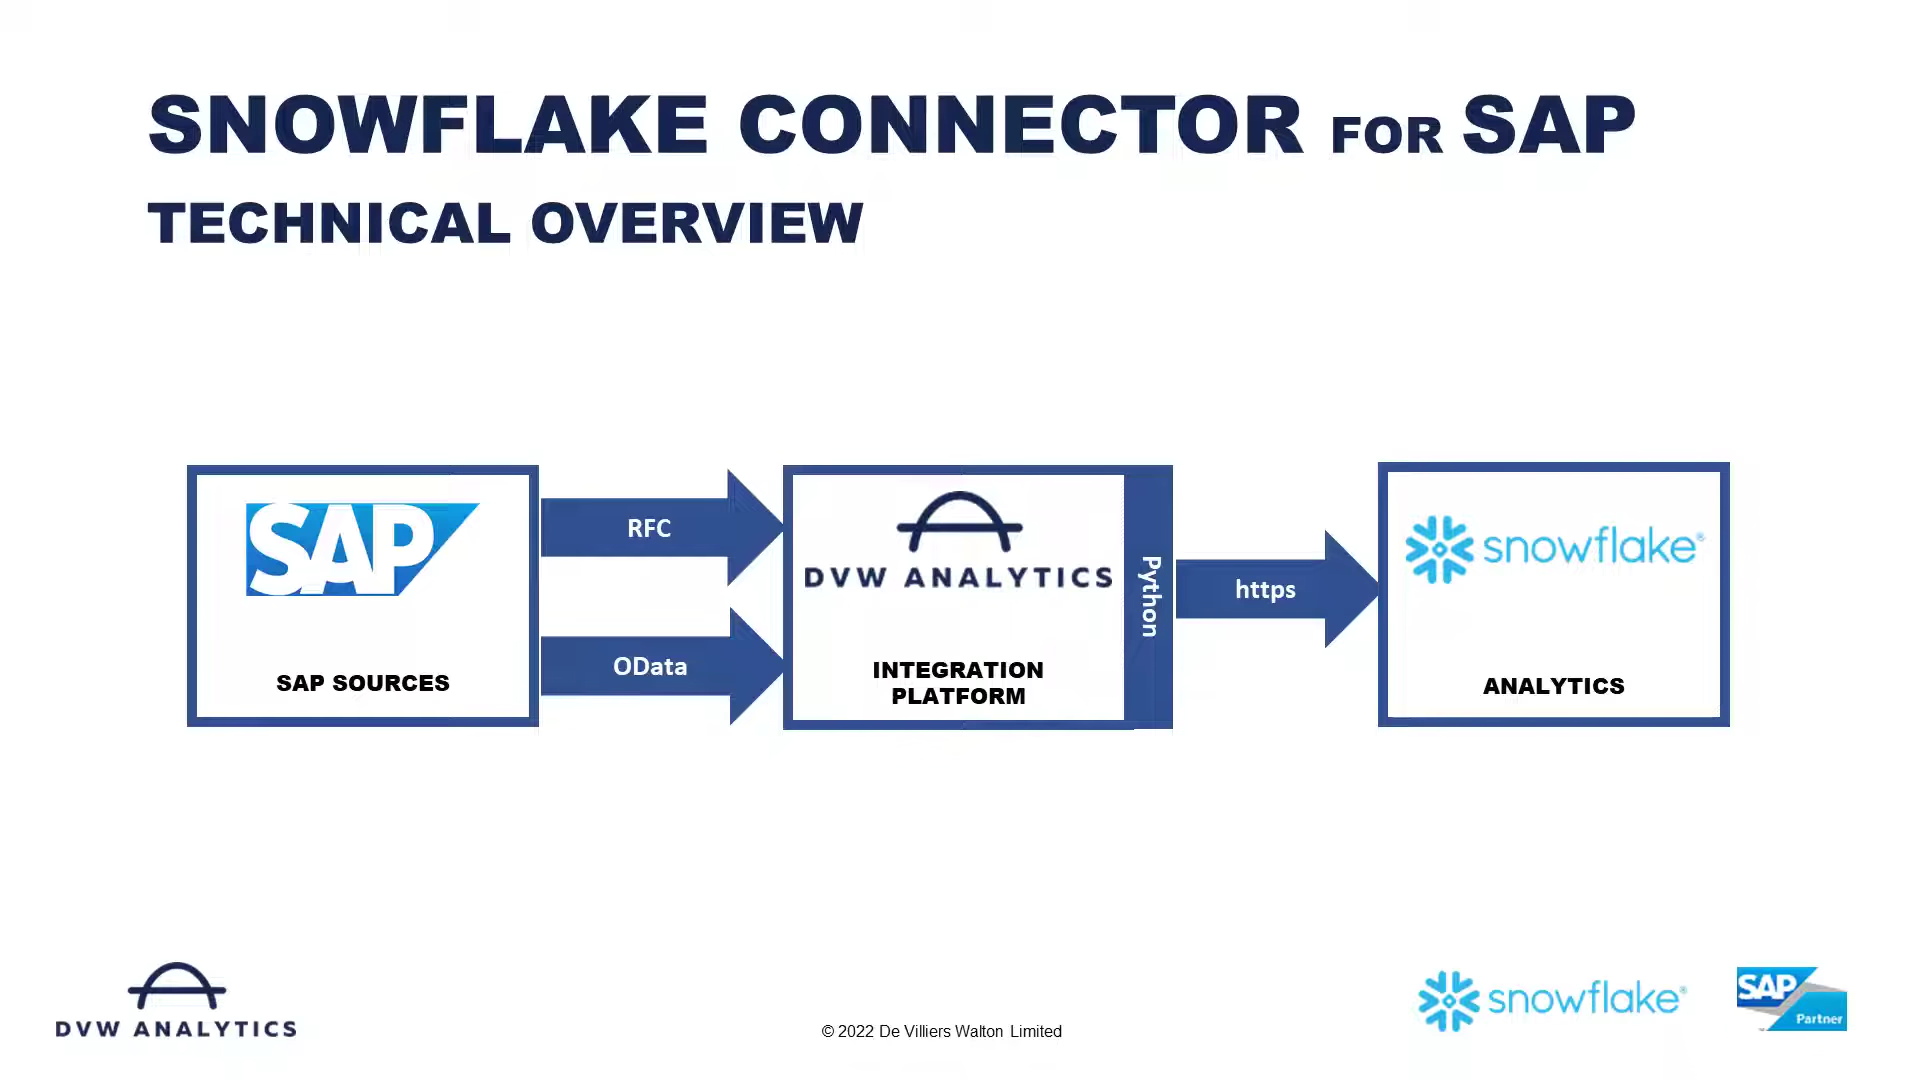 SNOWFLAKE CONNECTOR FOR SAP
TECHNICAL OVERVIEW
SAP
SAP SOURCES
RFC
OData
DVW ANALYTICS
INTEGRATION
PLATFORM
Python
https
snowflake®
ANALYTICS
DVW ANALYTICS
© 2022 De Villiers Walton Limited
snowflake®
SAP
Partner